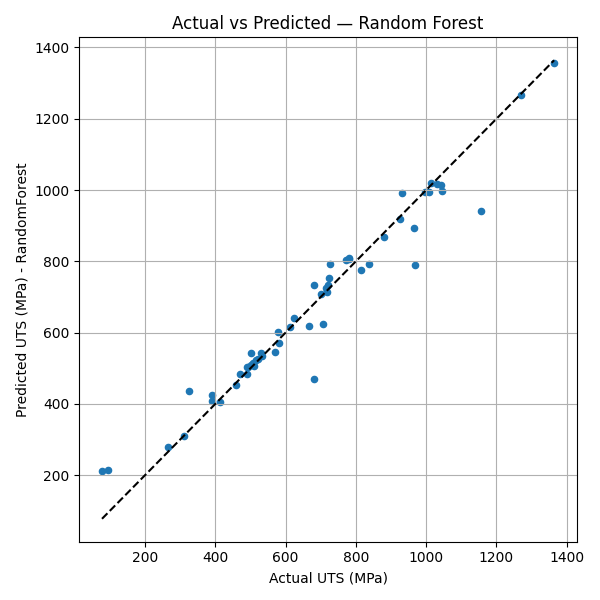 Actual vs Predicted — Random Forest
1400
1200
1000
800
600
400
200
Predicted UTS (MPa) - RandomForest
200 400 600 800 1000 1200 1400
Actual UTS (MPa)